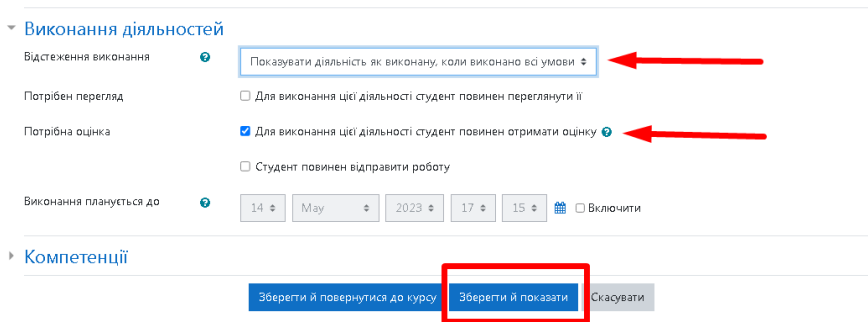 Виконання діяльностей
Відстеження виконання
Показувати діяльність як виконану, коли виконано всі умови
Потрібен перегляд
Для виконання цієї діяльності студент повинен переглянути її
Потрібна оцінка
Для виконання цієї діяльності студент повинен отримати оцінку
Студент повинен відправити роботу
Виконання планується до
14 May 2023 17 15 Включити
Компетенції
Зберегти й повернутися до курсу Зберегти й показати Скасувати